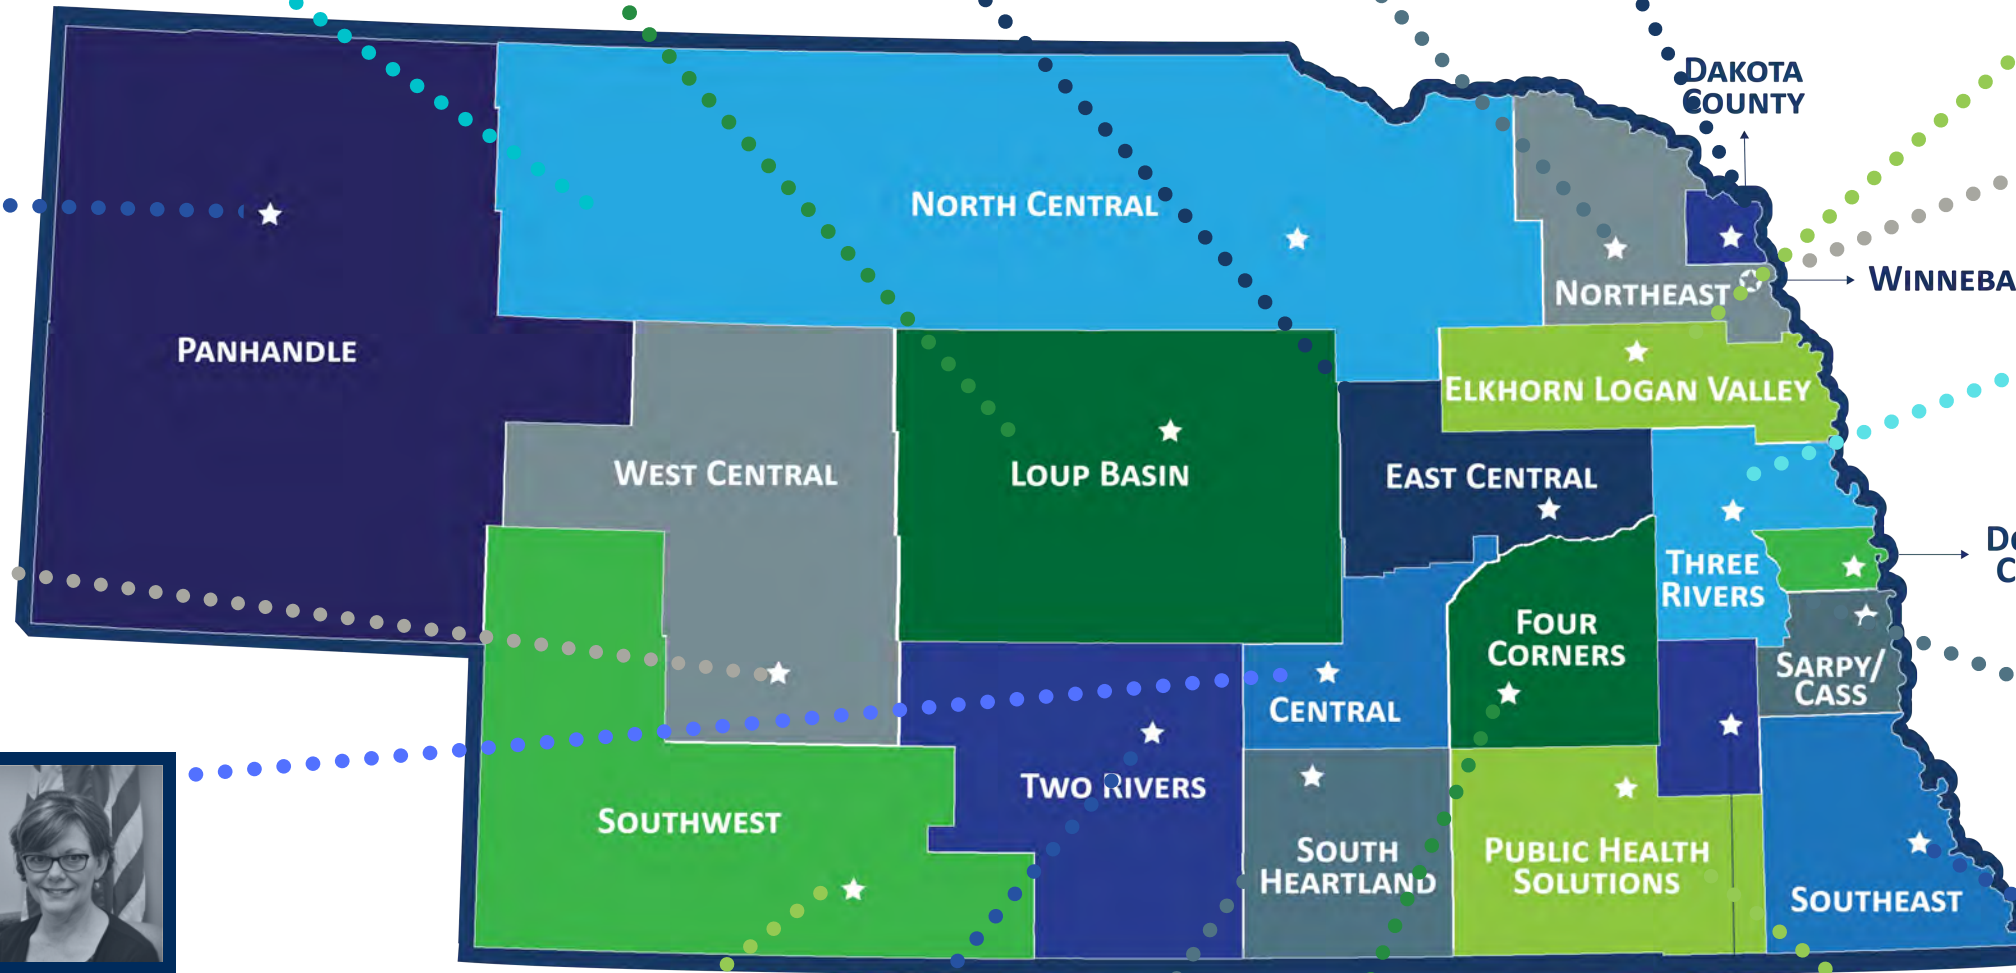 DAKOTA
COUNTY
NORTH CENTRAL
WINNEBA
NORTHEAST
PANHANDLE
ELKHORN LOGAN VALLEY
WEST CENTRAL
LOUP BASIN
EAST CENTRAL
THREE
RIVERS
FOUR
CORNERS
SARPY/
CASS
CENTRAL
TWO RIVERS
SOUTHWEST
SOUTH
HEARTLAND
PUBLIC HEALTH
SOLUTIONS
SOUTHEAST